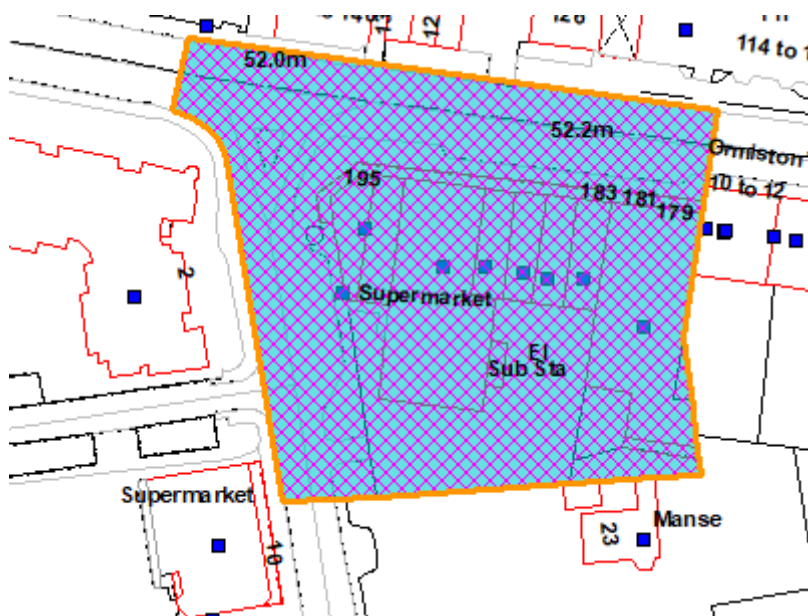 12
114 to 1
52.0m
52.2m
Ormiston
10 to 12
195
183
181
179
2
Supermarket
El
Sub Sta
Supermarket
10
23
Manse